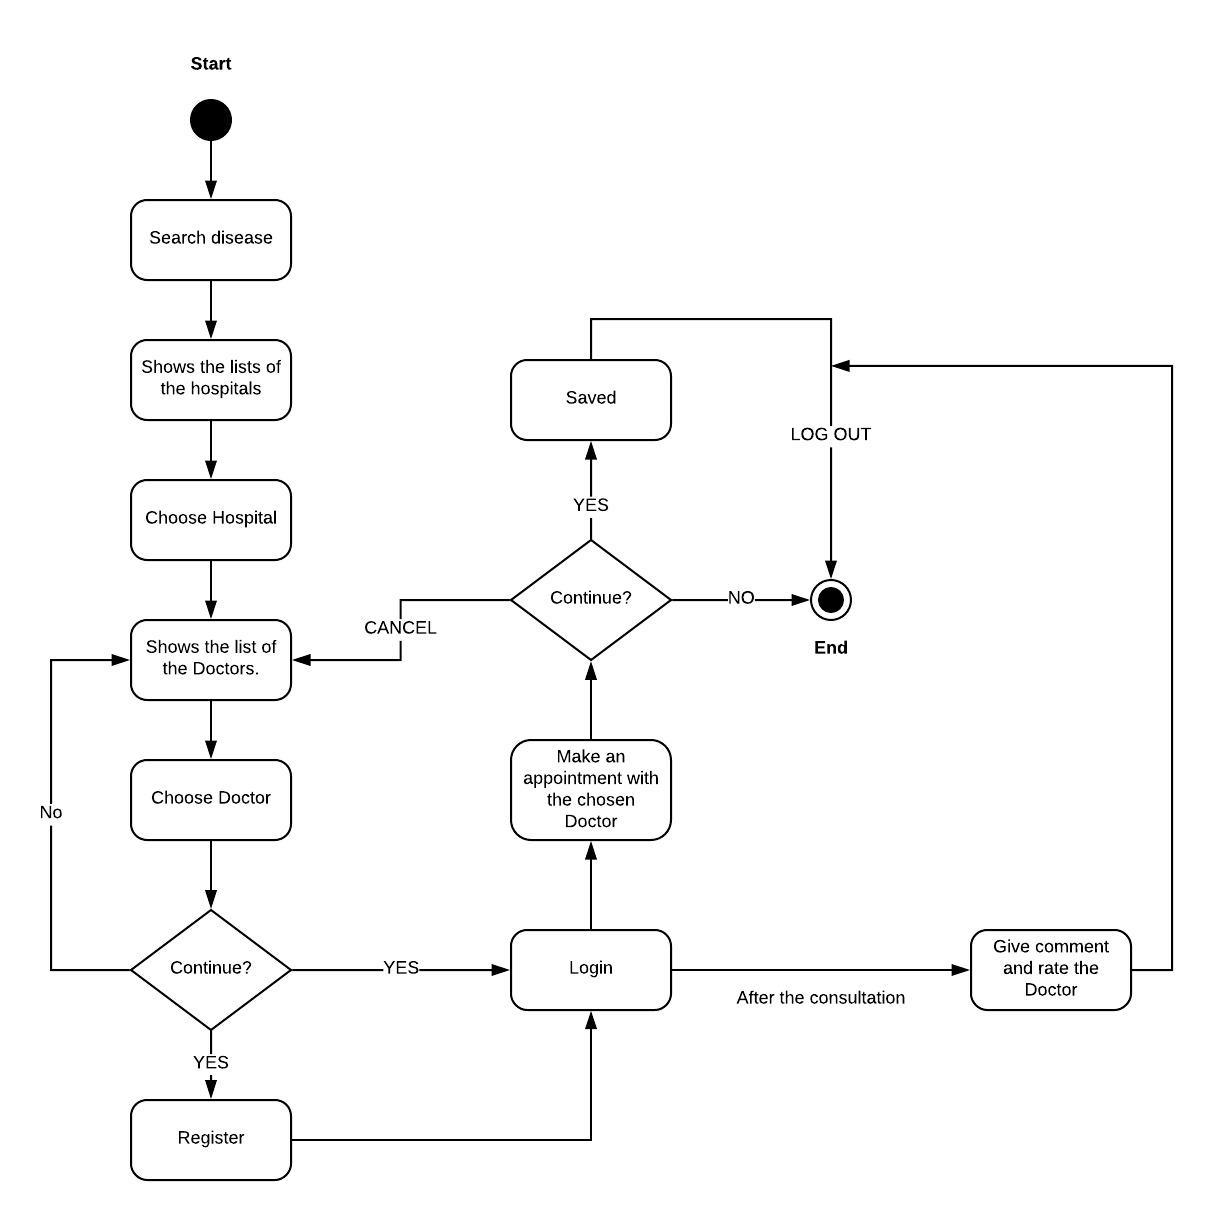 Start
Search disease
Shows the lists of
the hospitals
Choose Hospital
Shows the list of
the Doctors.
Choose Doctor
No
Continue?
YES
YES
Register
Saved
YES
Continue?
CANCEL
NO
LOG OUT
End
Make an
appointment with
the chosen
Doctor
Login
After the consultation
Give comment
and rate the
Doctor